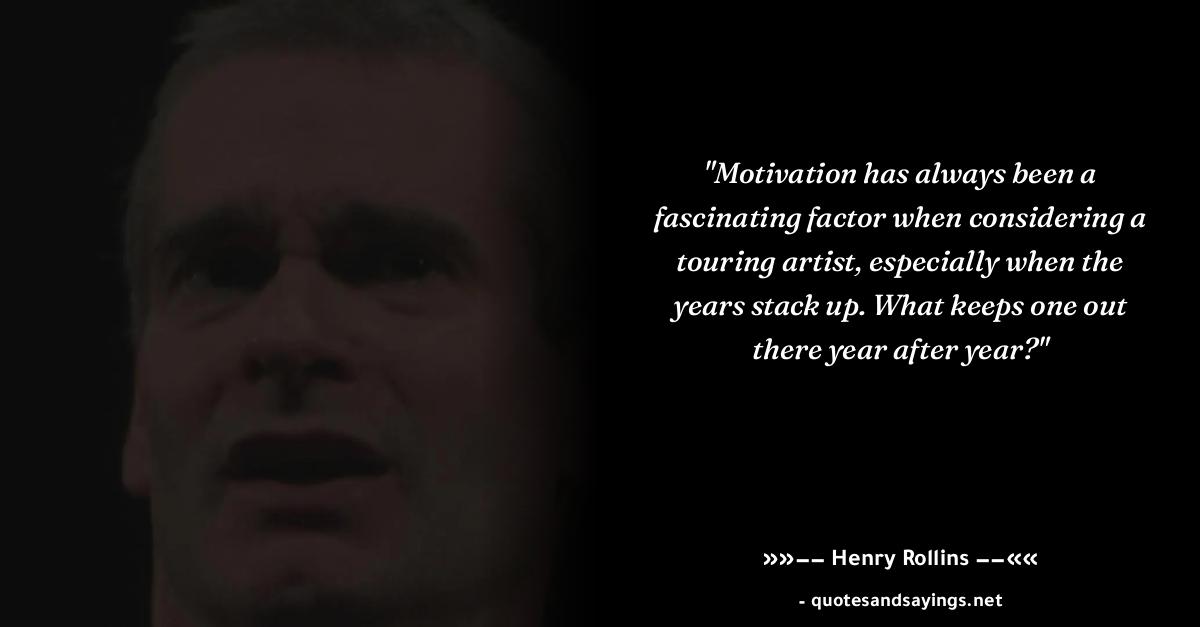 "Motivation has always been a
fascinating factor when considering a
touring artist, especially when the
years stack up. What keeps one out
there year after year?"
»»−− Henry Rollins −−««
- quotesandsayings.net